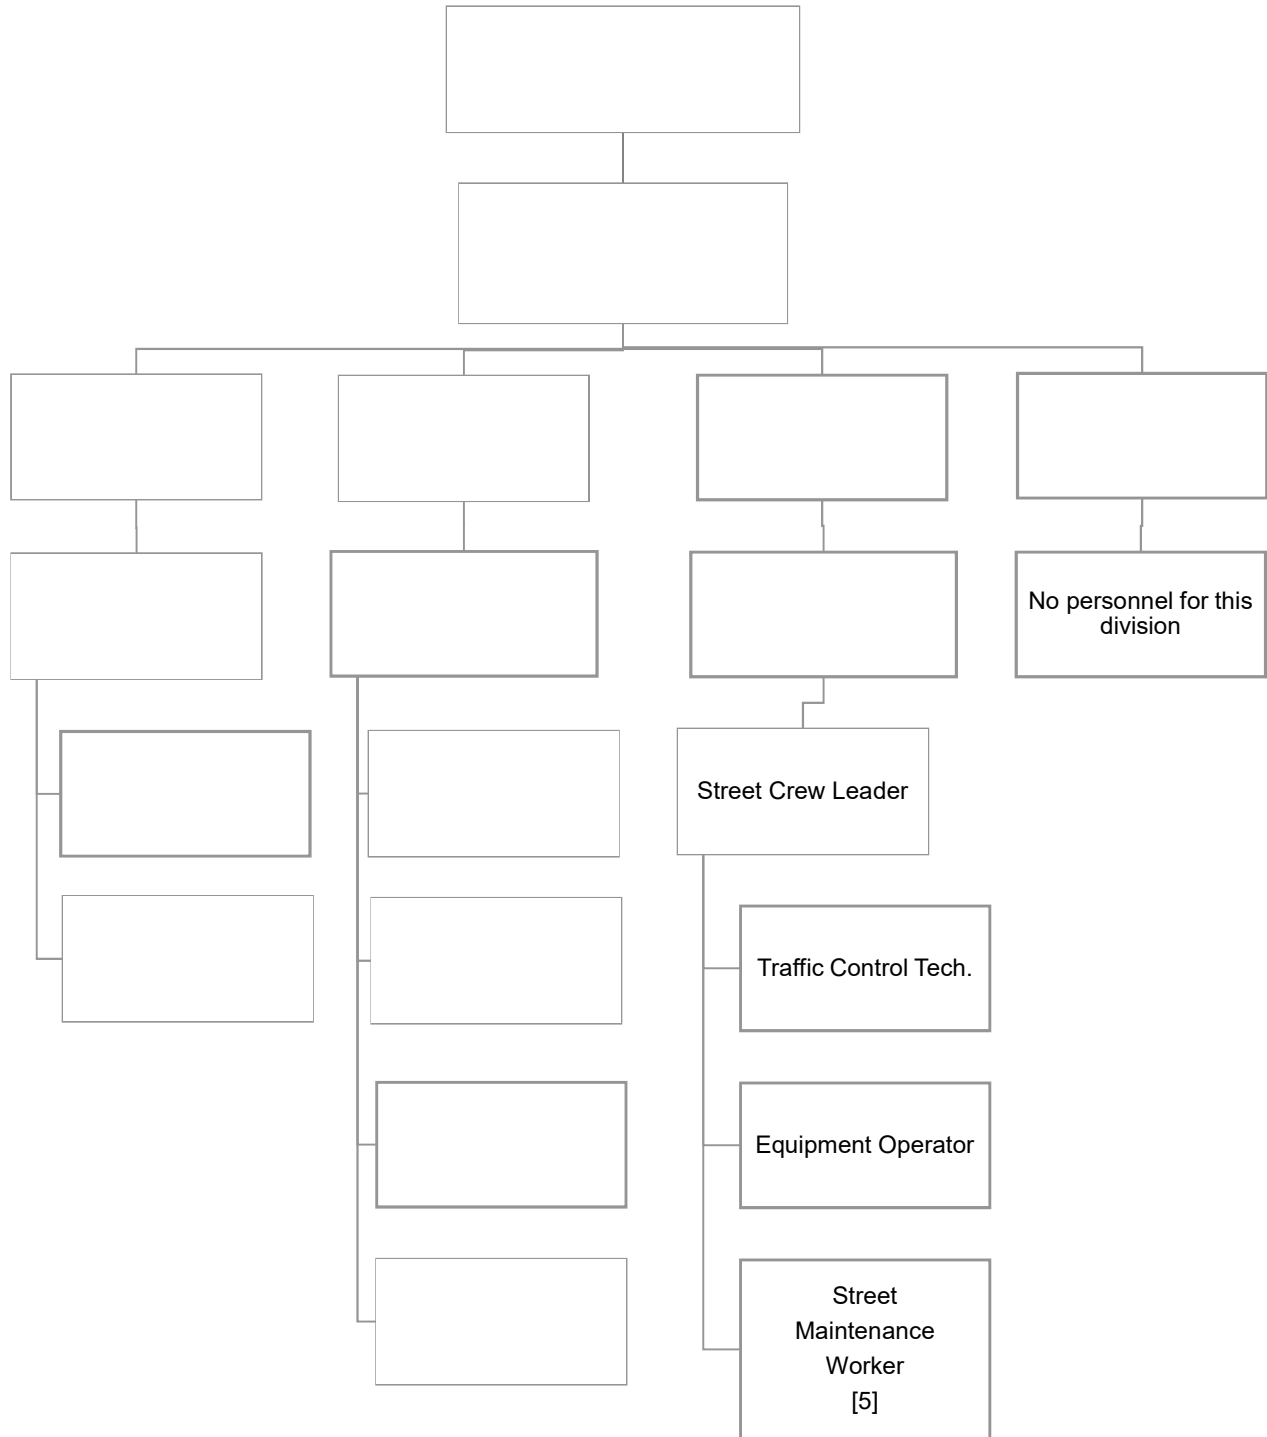 No personnel for this
division
Street Crew Leader
Traffic Control Tech.
Equipment Operator
Street
Maintenance
Worker
[5]